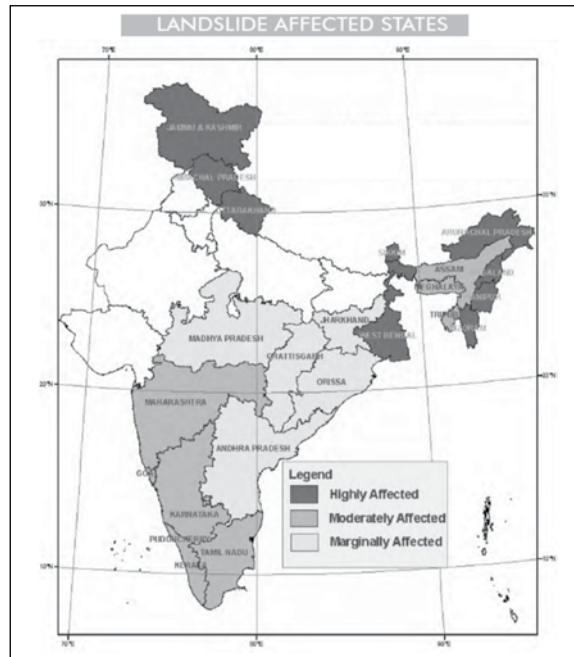 LANDSLIDE AFFECTED STATES
70°E
80°E
90°E
JAMMU & KASHMIR
HIMACHAL PRADESH
UTTARAKHAND
30°N
ARUNACHAL PRADESH
SIKKIM
ASSAM
NAGALAND
MEGHALAYA
MANIPUR
TRIPURA
MIZORAM
JHARKHAND
WEST BENGAL
MADHYA PRADESH
CHATTISGARH
ORISSA
20°N
MAHARASHTRA
ANDHRA PRADESH
GOA
KARNATAKA
PUDUCHERRY
TAMIL NADU
KERALA
10°N
Legend
Highly Affected
Moderately Affected
Marginally Affected
70°E
80°E
90°E